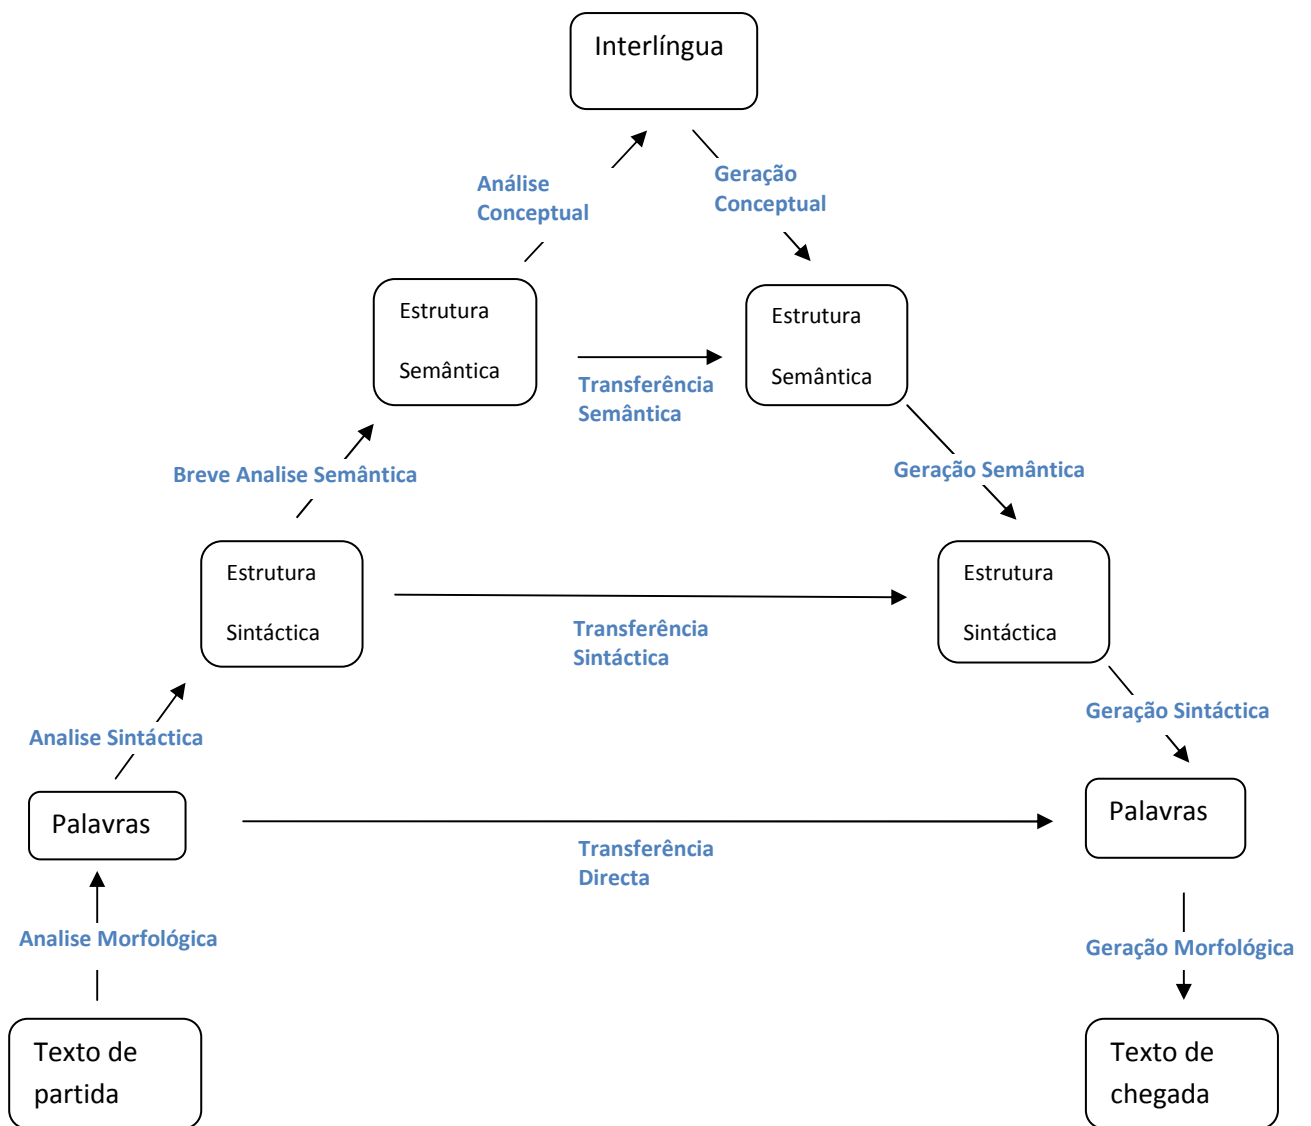 Interlíngua
Análise
Conceptual
Geração
Conceptual
Estrutura
Semântica
Estrutura
Semântica
Transferência
Semântica
Breve Analise Semântica
Geração Semântica
Estrutura
Sintáctica
Estrutura
Sintáctica
Transferência
Sintáctica
Analise Sintáctica
Geração Sintáctica
Palavras
Palavras
Transferência
Directa
Analise Morfológica
Geração Morfológica
Texto de
partida
Texto de
chegada